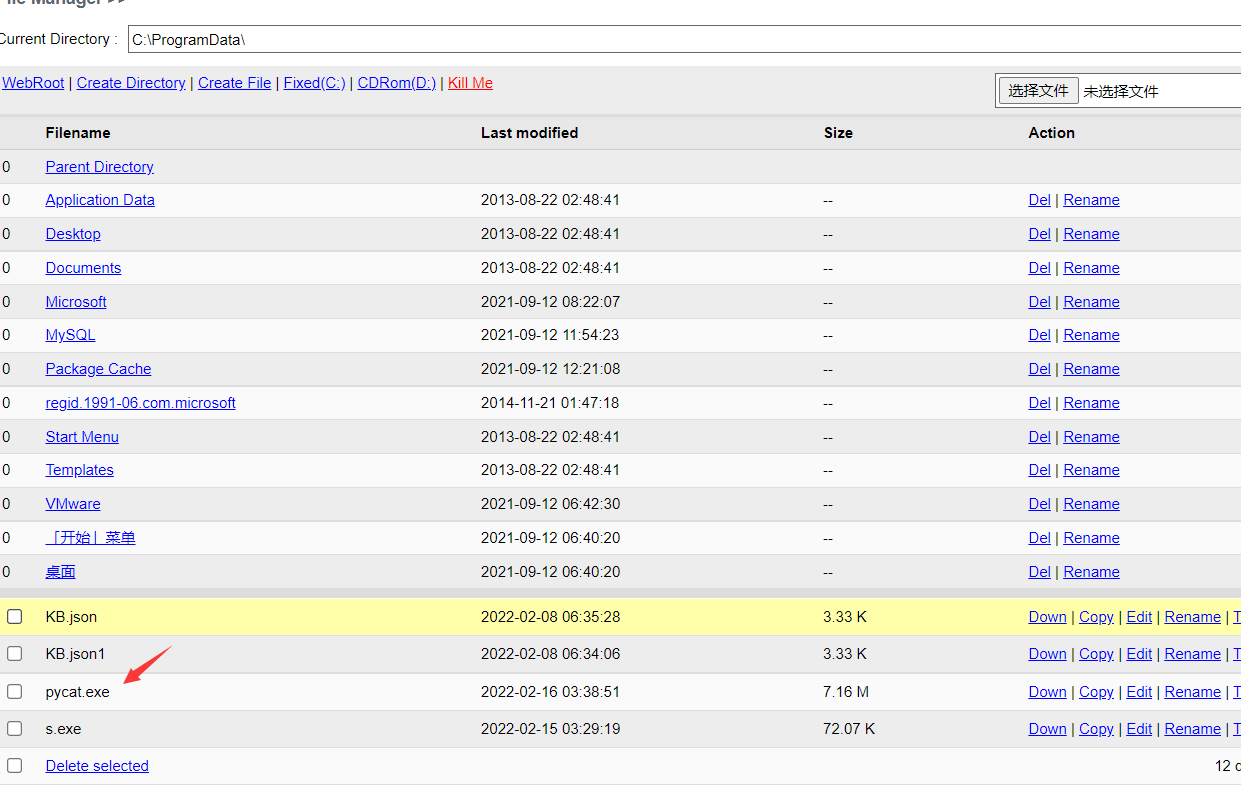 File Manager >>
Current Directory : C:\ProgramData\
WebRoot | Create Directory | Create File | Fixed(C:) | CDRom(D:) | Kill Me 选择文件 未选择文件
Filename Last modified Size Action
0 Parent Directory
0 Application Data 2013-08-22 02:48:41 -- Del | Rename
0 Desktop 2013-08-22 02:48:41 -- Del | Rename
0 Documents 2013-08-22 02:48:41 -- Del | Rename
0 Microsoft 2021-09-12 08:22:07 -- Del | Rename
0 MySQL 2021-09-12 11:54:23 -- Del | Rename
0 Package Cache 2021-09-12 12:21:08 -- Del | Rename
0 regid.1991-06.com.microsoft 2014-11-21 01:47:18 -- Del | Rename
0 Start Menu 2013-08-22 02:48:41 -- Del | Rename
0 Templates 2013-08-22 02:48:41 -- Del | Rename
0 VMware 2021-09-12 06:42:30 -- Del | Rename
0 「开始」菜单 2021-09-12 06:40:20 -- Del | Rename
0 桌面 2021-09-12 06:40:20 -- Del | Rename
KB.json 2022-02-08 06:35:28 3.33 K Down | Copy | Edit | Rename | T
KB.json1 2022-02-08 06:34:06 3.33 K Down | Copy | Edit | Rename | T
pycat.exe 2022-02-16 03:38:51 7.16 M Down | Copy | Edit | Rename | T
s.exe 2022-02-15 03:29:19 72.07 K Down | Copy | Edit | Rename | T
Delete selected 12 d